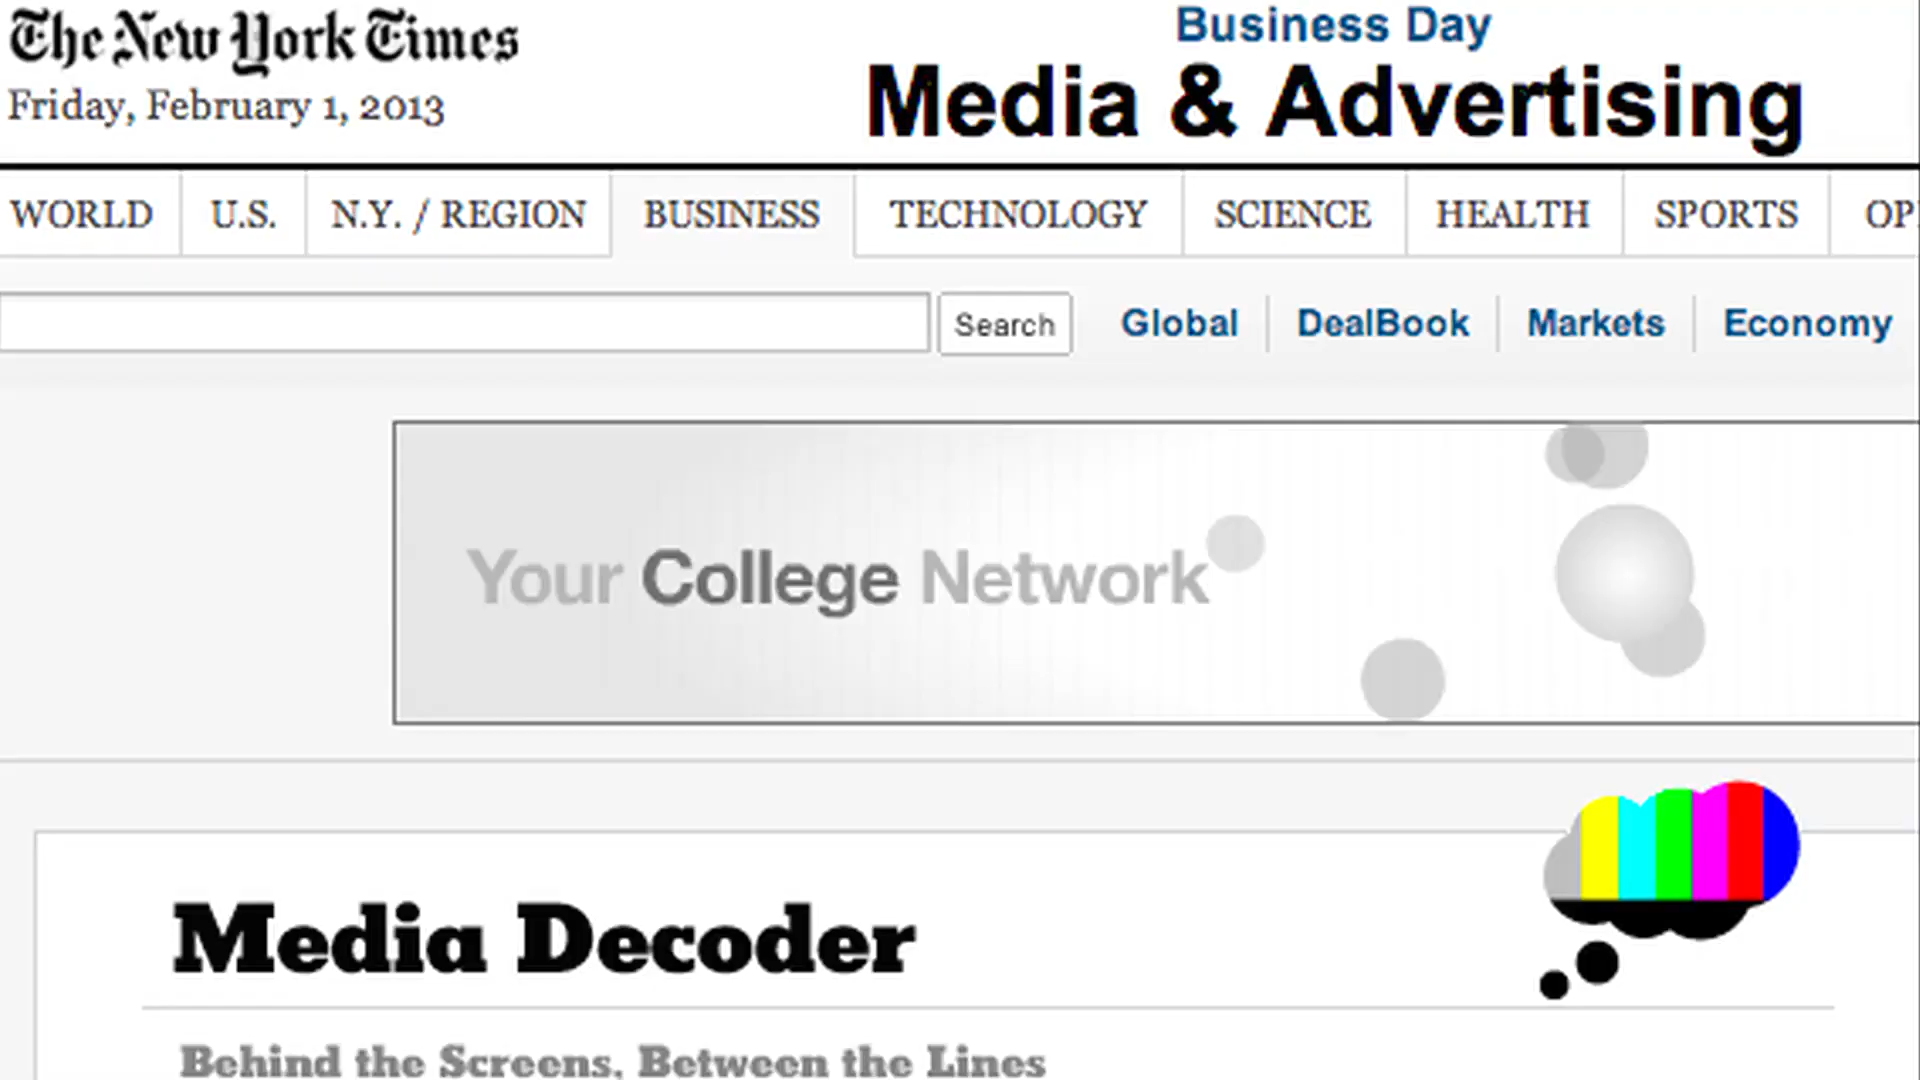 The New York Times
Friday, February 1, 2013
Business Day
Media & Advertising
WORLD U.S. N.Y. / REGION BUSINESS TECHNOLOGY SCIENCE HEALTH SPORTS
Search Global DealBook Markets Economy
Your College Network
Media Decoder
Behind the Screens, Between the Lines